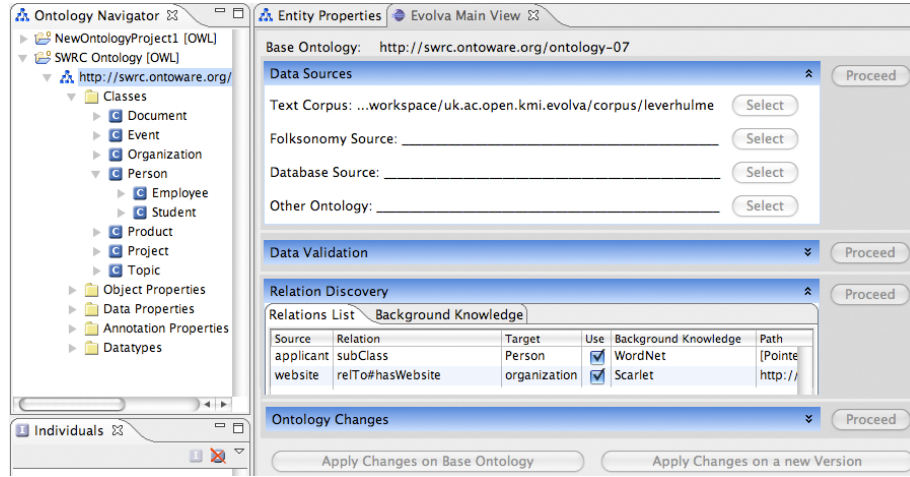 Ontology Navigator
NewOntologyProject1 [OWL]
SWRC Ontology [OWL]
http://swrc.ontoware.org/
Classes
C Document
C Event
C Organization
C Person
C Employee
C Student
C Product
C Project
C Topic
Object Properties
Data Properties
Annotation Properties
Datatypes
Individuals
Entity Properties
Evolva Main View
Base Ontology: http://swrc.ontoware.org/ontology-07
Data Sources
Proceed
Text Corpus: ...workspace/uk.ac.open.kmi.evolva/corpus/leverhulme Select
Folksonomy Source: Select
Database Source: Select
Other Ontology: Select
Data Validation
Proceed
Relation Discovery
Proceed
Relations List Background Knowledge
Source Relation Target Use Background Knowledge Path
applicant subClass Person WordNet [Pointe
website relTo#hasWebsite organization Scarlet http://
Ontology Changes
Proceed
Apply Changes on Base Ontology Apply Changes on a new Version